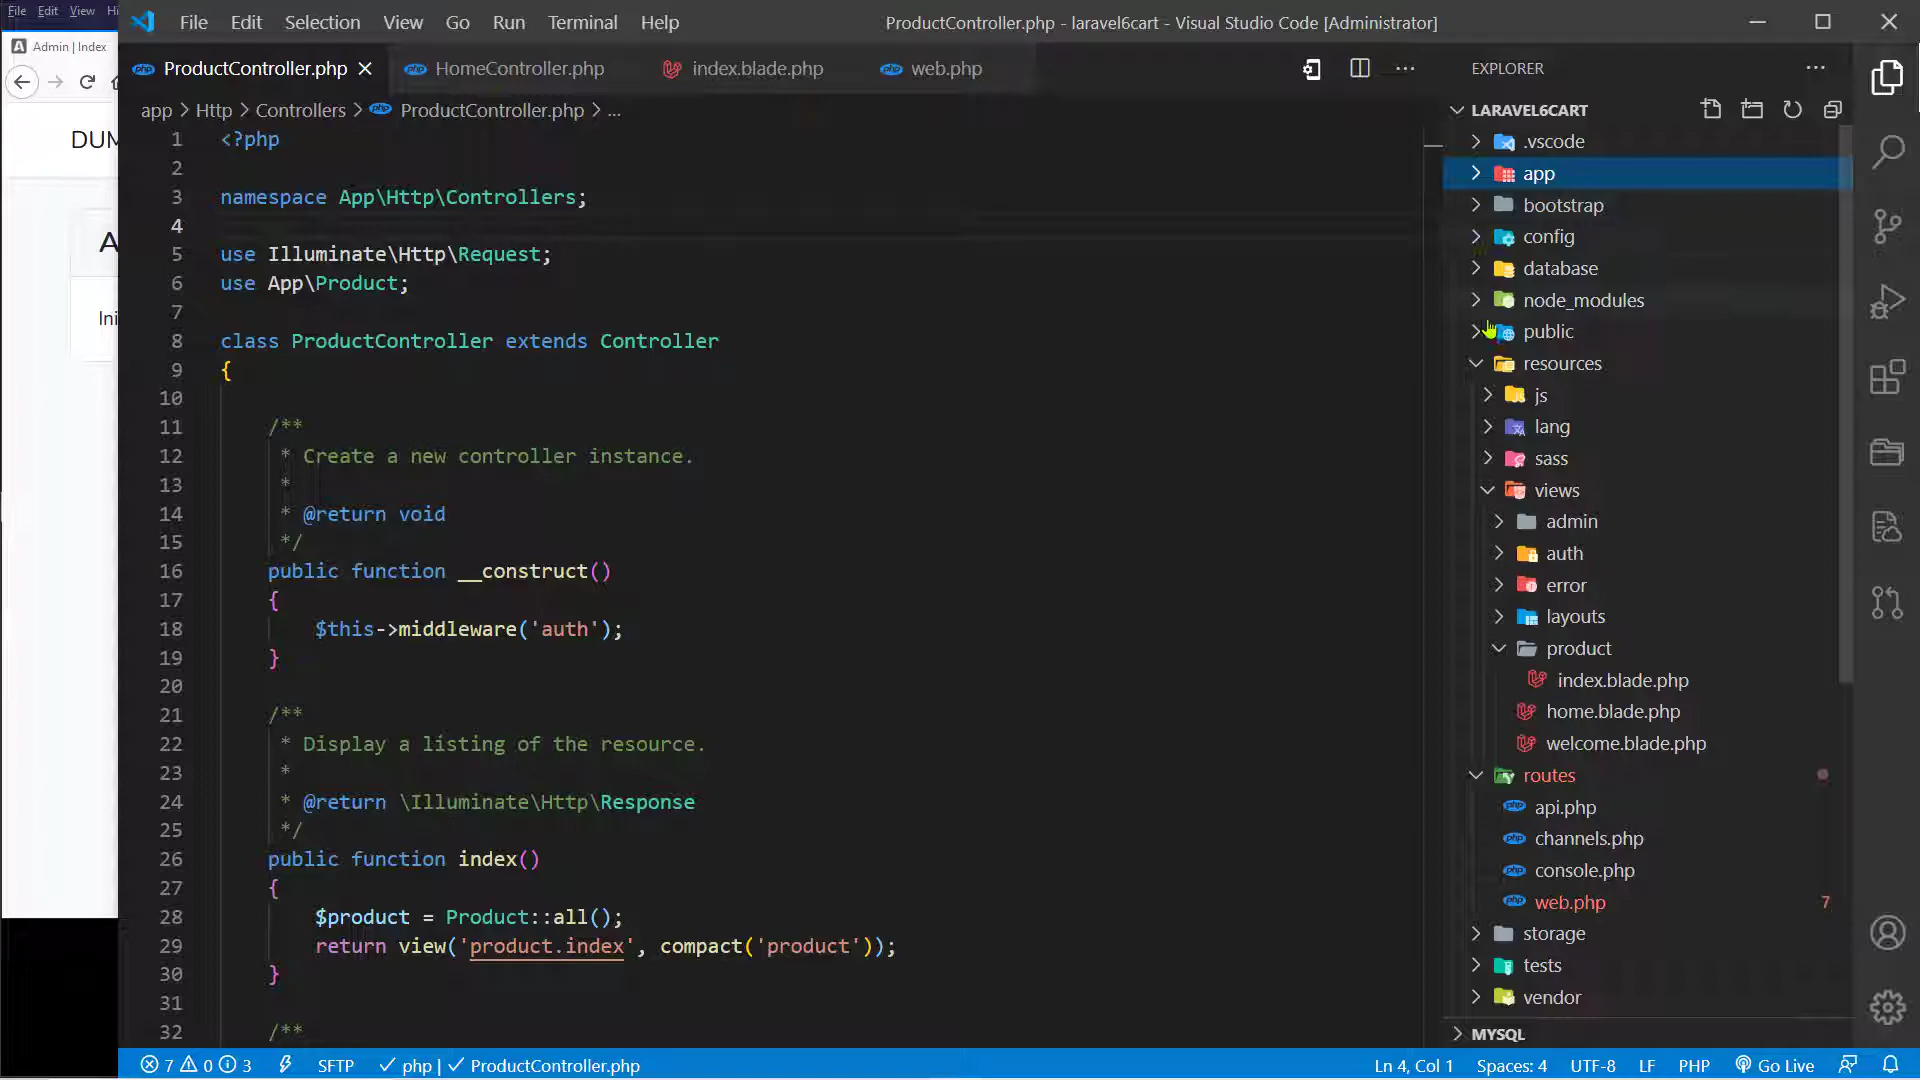 File Edit View Hi
Admin | Index
DUM
A
Ini
File Edit Selection View Go Run Terminal Help
ProductController.php - laravel6cart - Visual Studio Code [Administrator]
ProductController.php HomeController.php index.blade.php web.php
app > Http > Controllers > ProductController.php > ...
1 <?php
2
3 namespace App\Http\Controllers;
4
5 use Illuminate\Http\Request;
6 use App\Product;
7
8 class ProductController extends Controller
9 {
10
11 /**
12 * Create a new controller instance.
13 *
14 * @return void
15 */
16 public function __construct()
17 {
18 $this->middleware('auth');
19 }
20
21 /**
22 * Display a listing of the resource.
23 *
24 * @return \Illuminate\Http\Response
25 */
26 public function index()
27 {
28 $product = Product::all();
29 return view('product.index', compact('product'));
30 }
31
32 /**
EXPLORER
LARAVEL6CART
.vscode
app
bootstrap
config
database
node_modules
public
resources
js
lang
sass
views
admin
auth
error
layouts
product
index.blade.php
home.blade.php
welcome.blade.php
routes
api.php
channels.php
console.php
web.php 7
storage
tests
vendor
MYSQL
7 0 3 SFTP php | ProductController.php
Ln 4, Col 1 Spaces: 4 UTF-8 LF PHP Go Live